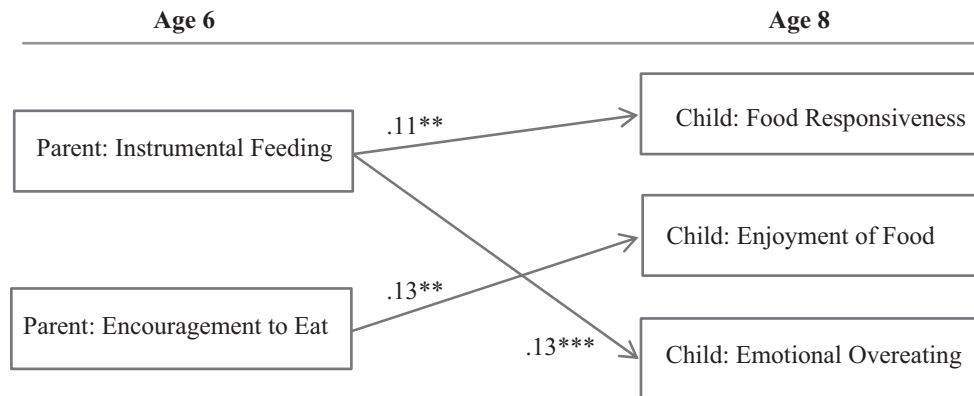 Age 6
Age 8
Parent: Instrumental Feeding
.11**
Child: Food Responsiveness
Child: Enjoyment of Food
.13**
Parent: Encouragement to Eat
.13***
Child: Emotional Overeating